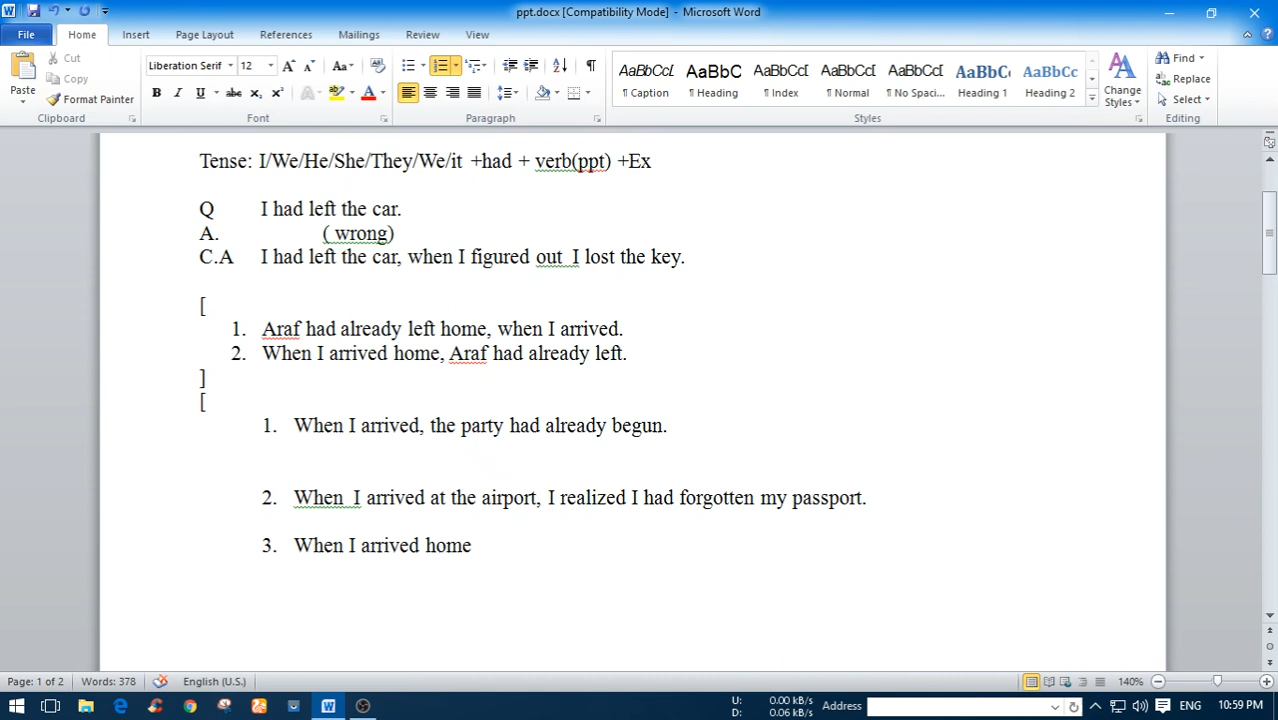 ppt.docx [Compatibility Mode] - Microsoft Word
File Home Insert Page Layout References Mailings Review View
Paste Cut Copy Format Painter
Clipboard
Liberation Serif 12
Font
Paragraph
AaBbCcI AaBbC AaBbCcI AaBbCcI AaBbCcI AaBbC AaBbCc
¶ Caption ¶ Heading ¶ Index ¶ Normal ¶ No Spaci... Heading 1 Heading 2
Change Styles
Styles
Find Replace Select
Editing
Tense: I/We/He/She/They/We/it +had + verb(ppt) +Ex
Q I had left the car.
A. ( wrong)
C.A I had left the car, when I figured out I lost the key.
[
1. Araf had already left home, when I arrived.
2. When I arrived home, Araf had already left.
]
[
1. When I arrived, the party had already begun.
2. When I arrived at the airport, I realized I had forgotten my passport.
3. When I arrived home
Page: 1 of 2 Words: 378 English (U.S.) 140%
U: 0.00 kB/s
D: 0.06 kB/s
Address ENG 10:59 PM